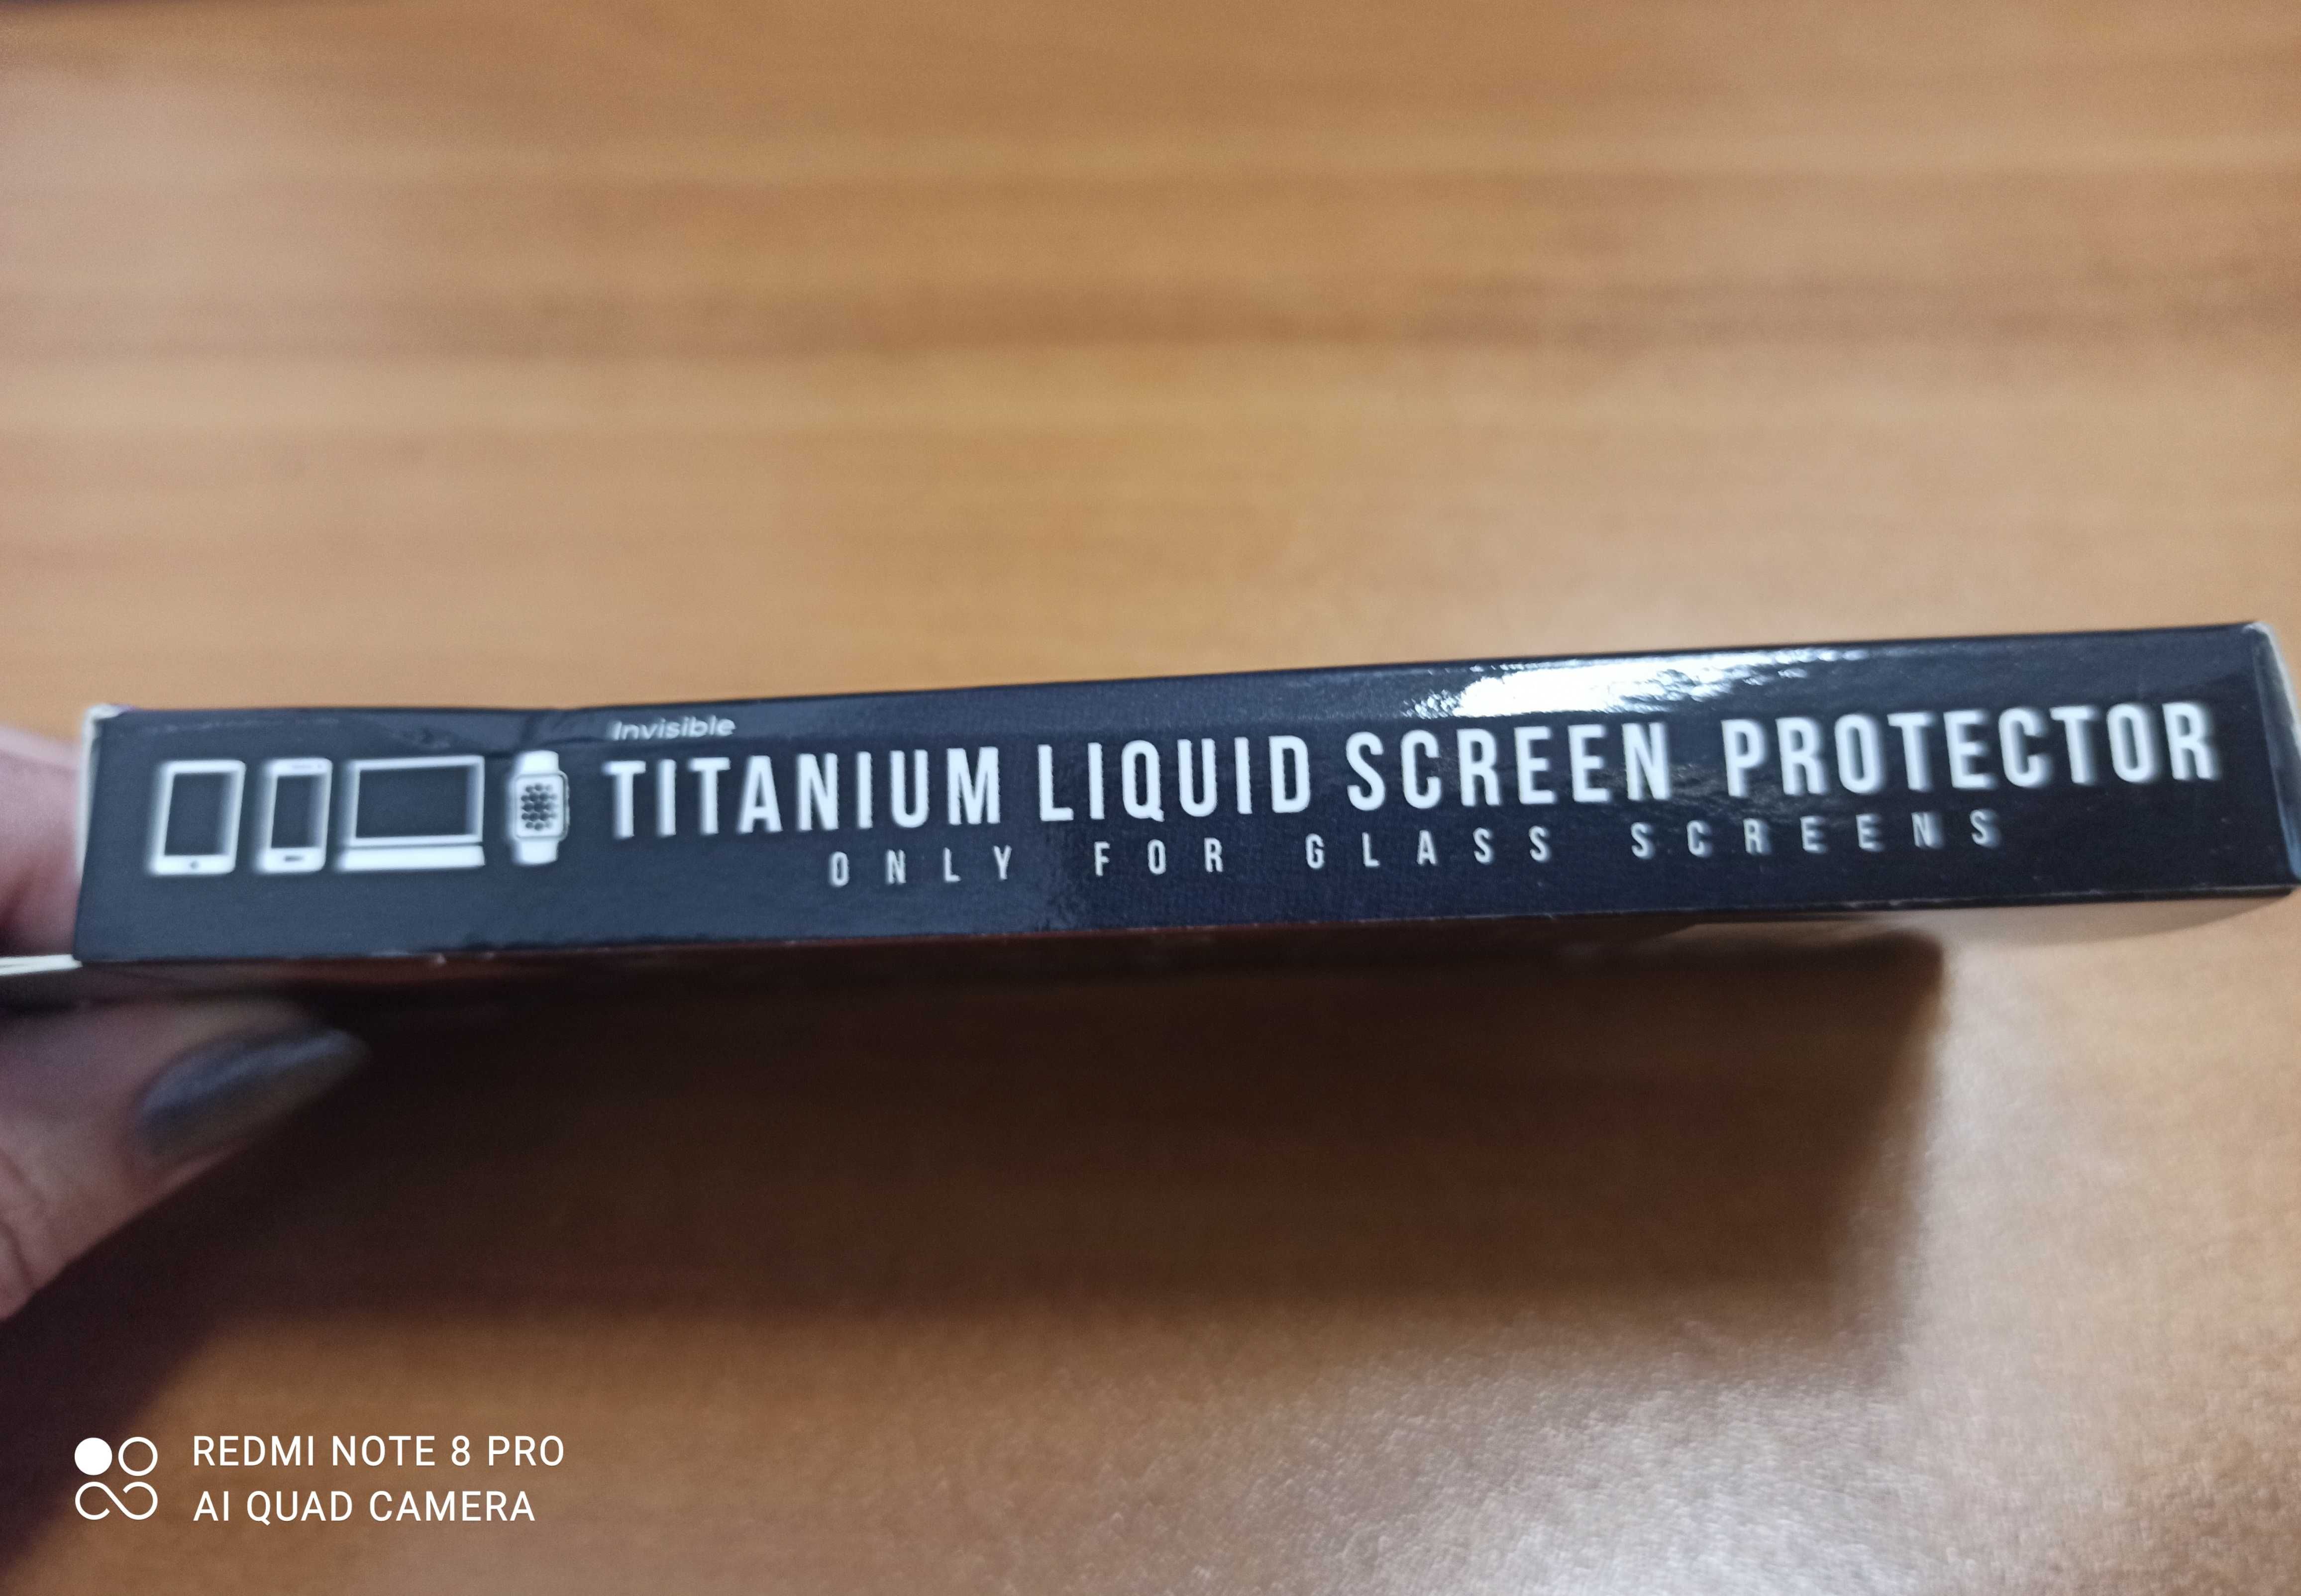 Invisible
TITANIUM LIQUID SCREEN PROTECTOR
ONLY FOR GLASS SCREENS
REDMI NOTE 8 PRO
AI QUAD CAMERA